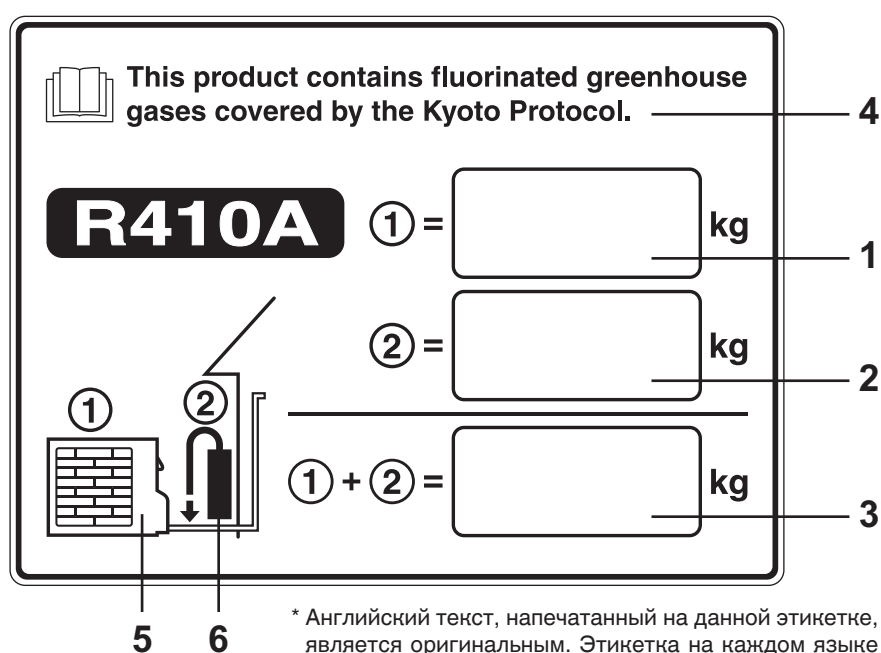 This product contains fluorinated greenhouse
gases covered by the Kyoto Protocol.
4
R410A
① =
kg
1
② =
kg
2
①
②
① + ② =
kg
3
5
6
* Английский текст, напечатанный на данной этикетке,
является оригинальным. Этикетка на каждом языке